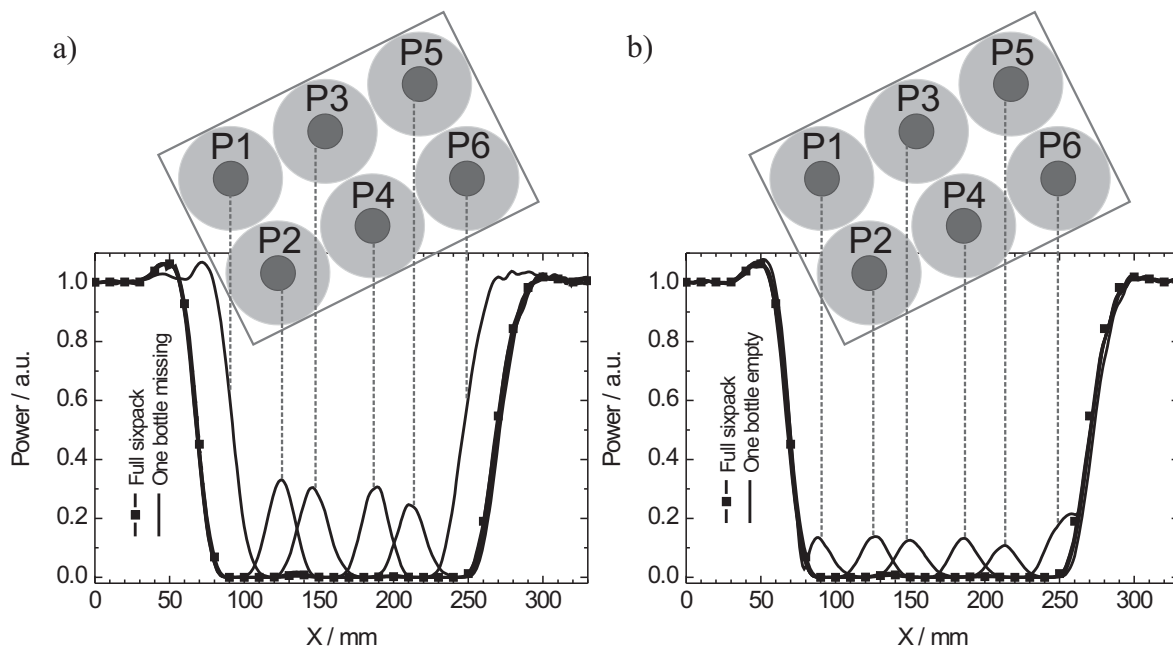 a)
P5
P3
P1
P6
P4
P2
1.0
0.8
0.6
0.4
0.2
0.0
Power / a.u.
Full sixpack
One bottle missing
0 50 100 150 200 250 300
X / mm
b)
P5
P3
P1
P6
P4
P2
1.0
0.8
0.6
0.4
0.2
0.0
Power / a.u.
Full sixpack
One bottle empty
0 50 100 150 200 250 300
X / mm